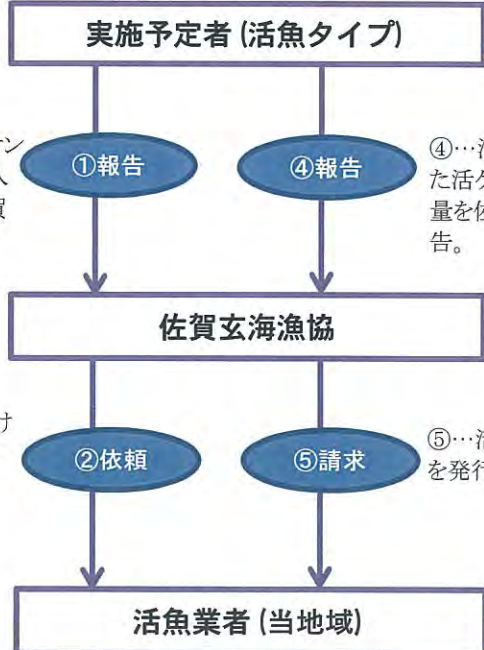 実施予定者(活魚タイプ)
①報告
④報告
④…
た活
量を
告。
佐賀玄海漁協
け
②依頼
⑤請求
⑤…
を発行
活魚業者(当地域)